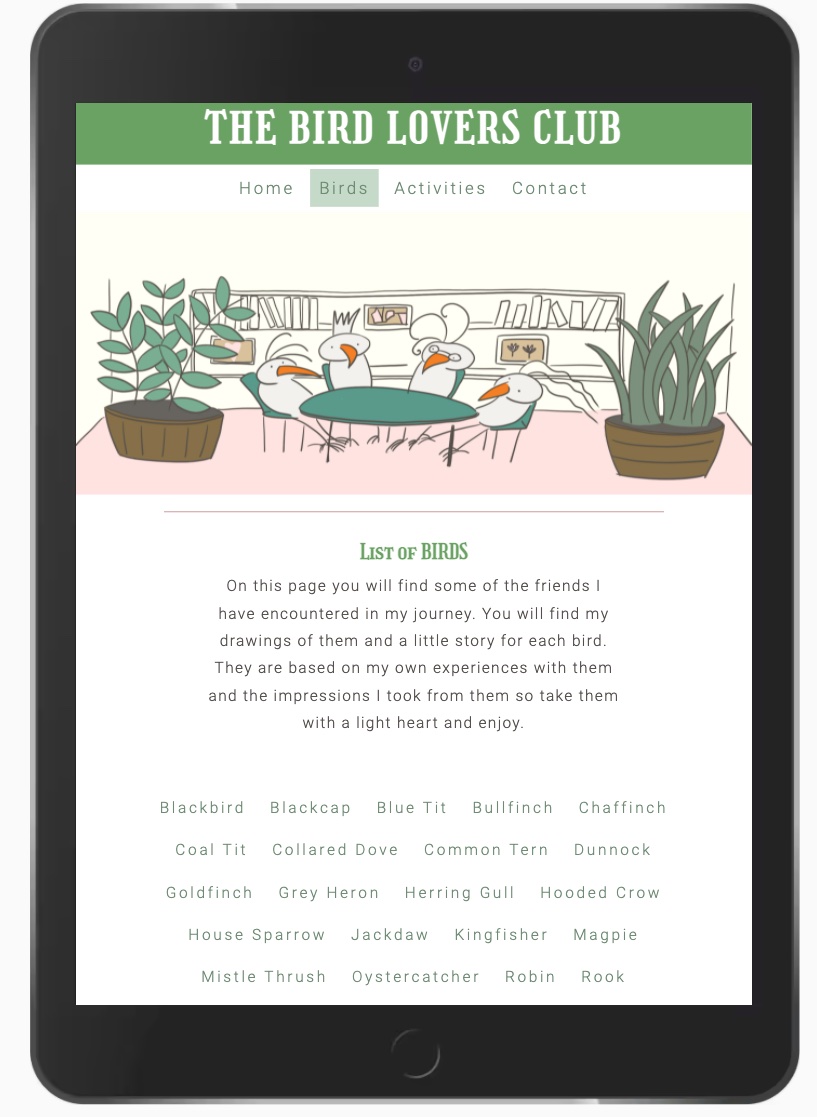 THE BIRD LOVERS CLUB
Home Birds Activities Contact
List of BIRDS
On this page you will find some of the friends I
have encountered in my journey. You will find my
drawings of them and a little story for each bird.
They are based on my own experiences with them
and the impressions I took from them so take them
with a light heart and enjoy.
Blackbird Blackcap Blue Tit Bullfinch Chaffinch
Coal Tit Collared Dove Common Tern Dunnock
Goldfinch Grey Heron Herring Gull Hooded Crow
House Sparrow Jackdaw Kingfisher Magpie
Mistle Thrush Oystercatcher Robin Rook